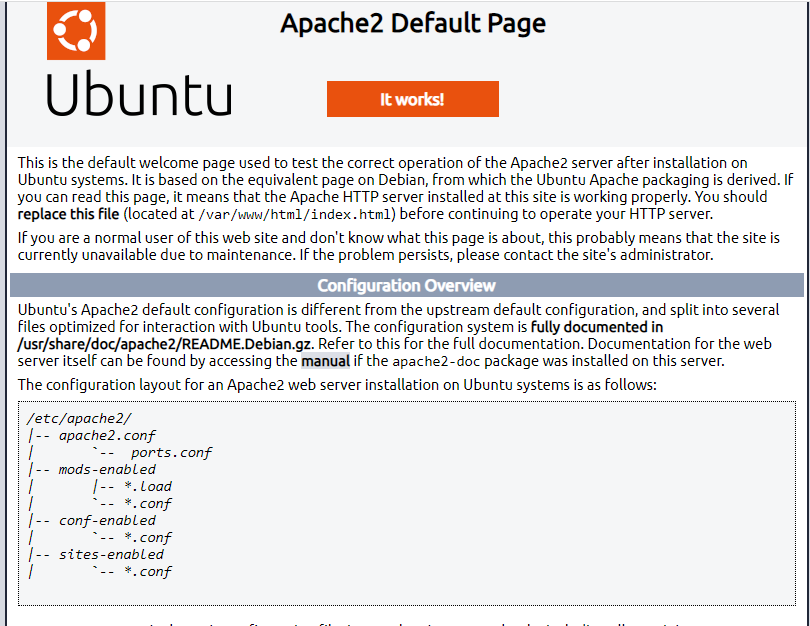 Apache2 Default Page
Ubuntu
It works!
This is the default welcome page used to test the correct operation of the Apache2 server after installation on
Ubuntu systems. It is based on the equivalent page on Debian, from which the Ubuntu Apache packaging is derived. If
you can read this page, it means that the Apache HTTP server installed at this site is working properly. You should
replace this file (located at /var/www/html/index.html) before continuing to operate your HTTP server.
If you are a normal user of this web site and don't know what this page is about, this probably means that the site is
currently unavailable due to maintenance. If the problem persists, please contact the site's administrator.
Configuration Overview
Ubuntu's Apache2 default configuration is different from the upstream default configuration, and split into several
files optimized for interaction with Ubuntu tools. The configuration system is fully documented in
/usr/share/doc/apache2/README.Debian.gz. Refer to this for the full documentation. Documentation for the web
server itself can be found by accessing the manual if the apache2-doc package was installed on this server.
The configuration layout for an Apache2 web server installation on Ubuntu systems is as follows:
/etc/apache2/
|-- apache2.conf
|       `--  ports.conf
|-- mods-enabled
|       |-- *.load
|       `-- *.conf
|-- conf-enabled
|       `-- *.conf
|-- sites-enabled
|       `-- *.conf